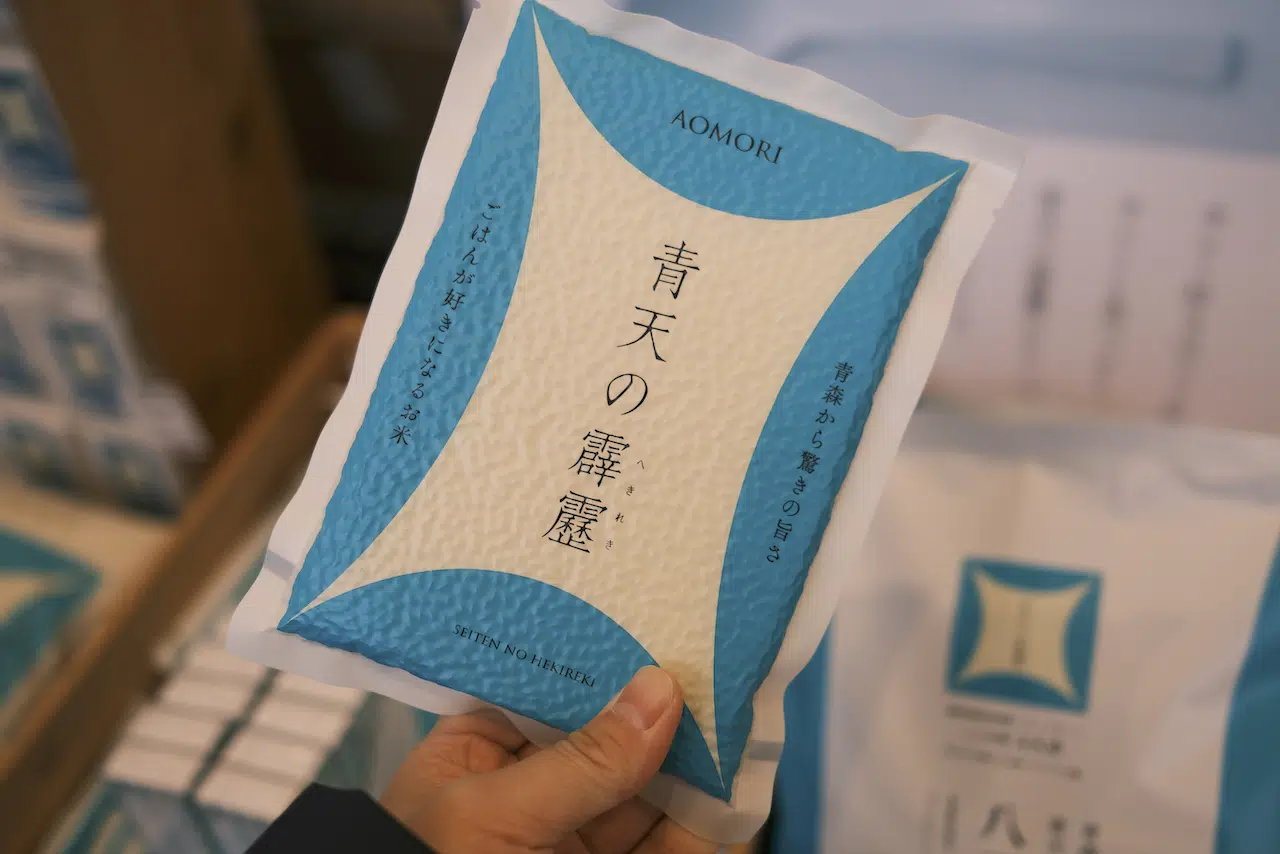 AOMORI
青森から驚きの旨さ
青天の霹靂
へきれき
ごはんが好きになるお米
SEITEN NO HEKIREKI
八